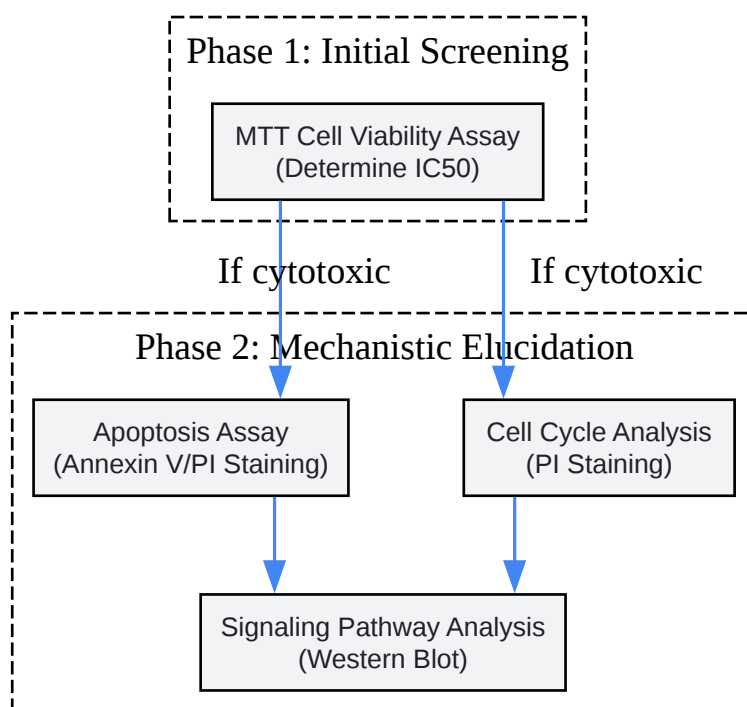 Phase 1: Initial Screening
MTT Cell Viability Assay
(Determine IC50)
If cytotoxic
If cytotoxic
Phase 2: Mechanistic Elucidation
Apoptosis Assay
(Annexin V/PI Staining)
Cell Cycle Analysis
(PI Staining)
Signaling Pathway Analysis
(Western Blot)